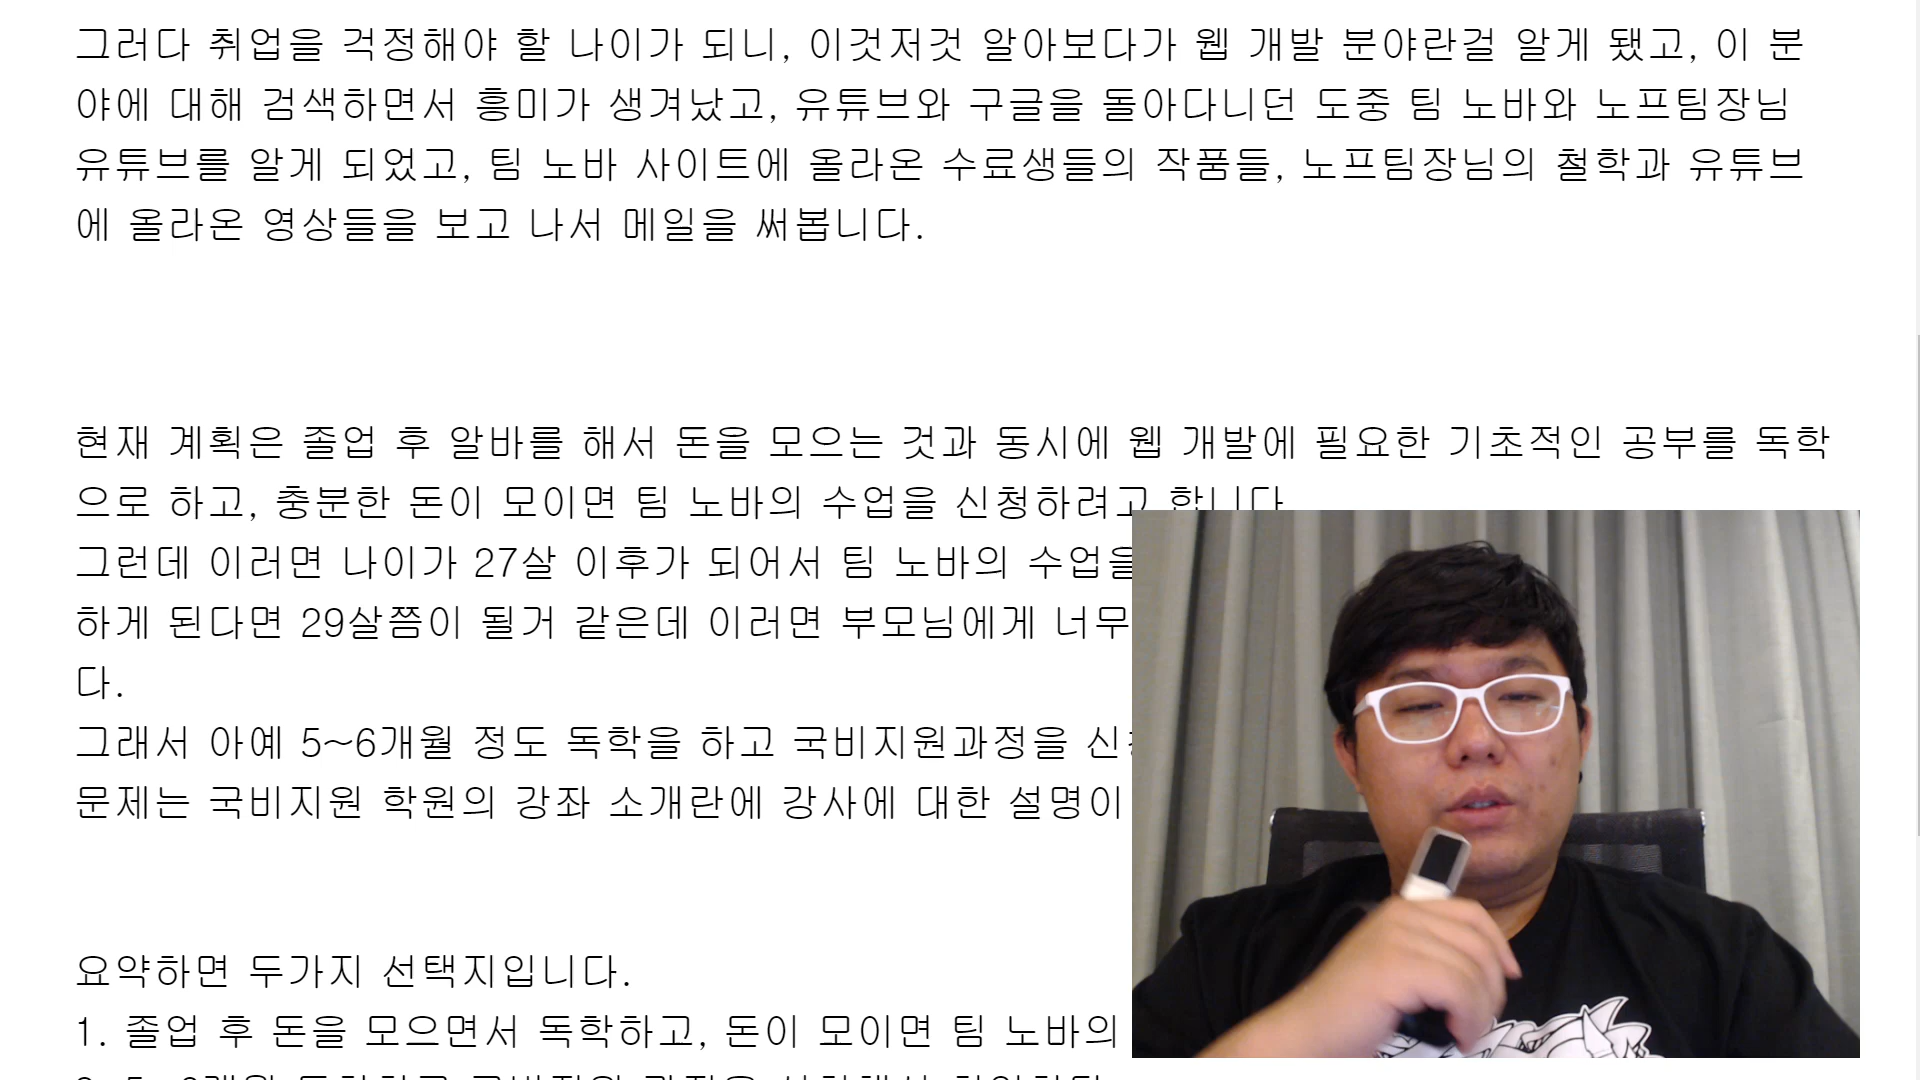 그러다 취업을 걱정해야 할 나이가 되니, 이것저것 알아보다가 웹 개발 분야란걸 알게 됐고, 이 분
야에 대해 검색하면서 흥미가 생겨났고, 유튜브와 구글을 돌아다니던 도중 팀 노바와 노프팀장님
유튜브를 알게 되었고, 팀 노바 사이트에 올라온 수료생들의 작품들, 노프팀장님의 철학과 유튜브
에 올라온 영상들을 보고 나서 메일을 써봅니다.
현재 계획은 졸업 후 알바를 해서 돈을 모으는 것과 동시에 웹 개발에 필요한 기초적인 공부를 독학
으로 하고, 충분한 돈이 모이면 팀 노바의 수업을 신청하려고 합니다
그런데 이러면 나이가 27살 이후가 되어서 팀 노바의 수업을
하게 된다면 29살쯤이 될거 같은데 이러면 부모님에게 너무
다.
그래서 아예 5~6개월 정도 독학을 하고 국비지원과정을
문제는 국비지원 학원의 강좌 소개란에 강사에 대한 설명이
요약하면 두가지 선택지입니다.
1. 졸업 후 돈을 모으면서 독학하고, 돈이 모이면 팀 노바의